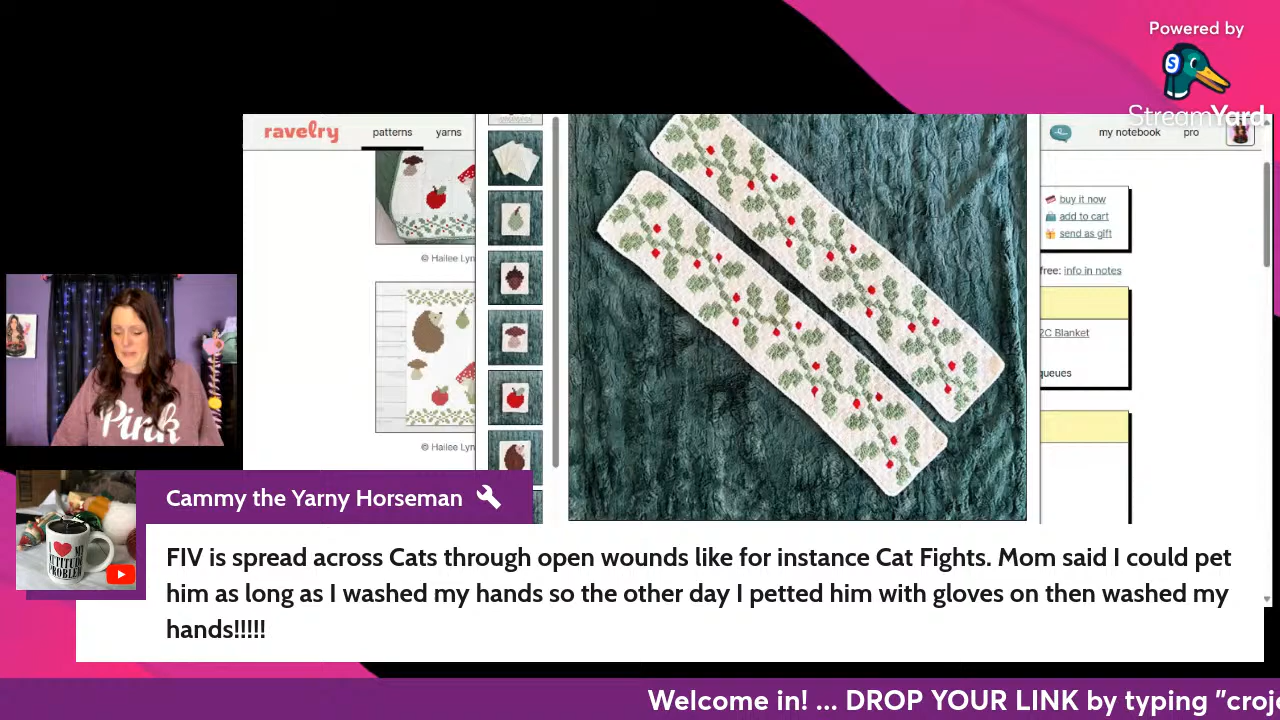 Powered by
StreamYard
ravelry
patterns
yarns
my notebook
pro
buy it now
add to cart
send as gift
free: info in notes
2C Blanket
queues
© Hailee Lyn
© Hailee Lyn
Pink
I ♥ MY
ATTITUDE
PROBLEM
Cammy the Yarny Horseman
FIV is spread across Cats through open wounds like for instance Cat Fights. Mom said I could pet
him as long as I washed my hands so the other day I petted him with gloves on then washed my
hands!!!!!
Welcome in! ... DROP YOUR LINK by typing "croj